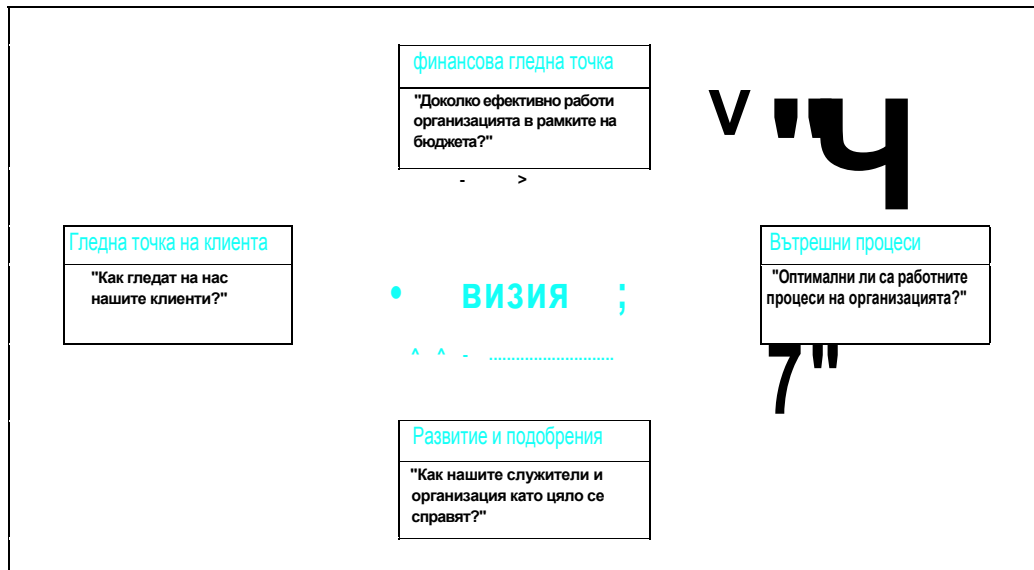 финансова гледна точка
"Доколко ефективно работи
организацията в рамките на
бюджета?"
V "Ч
- >
Гледна точка на клиента
"Как гледат на нас
нашите клиенти?"
• визия ;
Вътрешни процеси
"Оптимални ли са работните
процеси на организацията?"
^ ^ - ............................
7"
Развитие и подобрения
"Как нашите служители и
организация като цяло се
справят?"